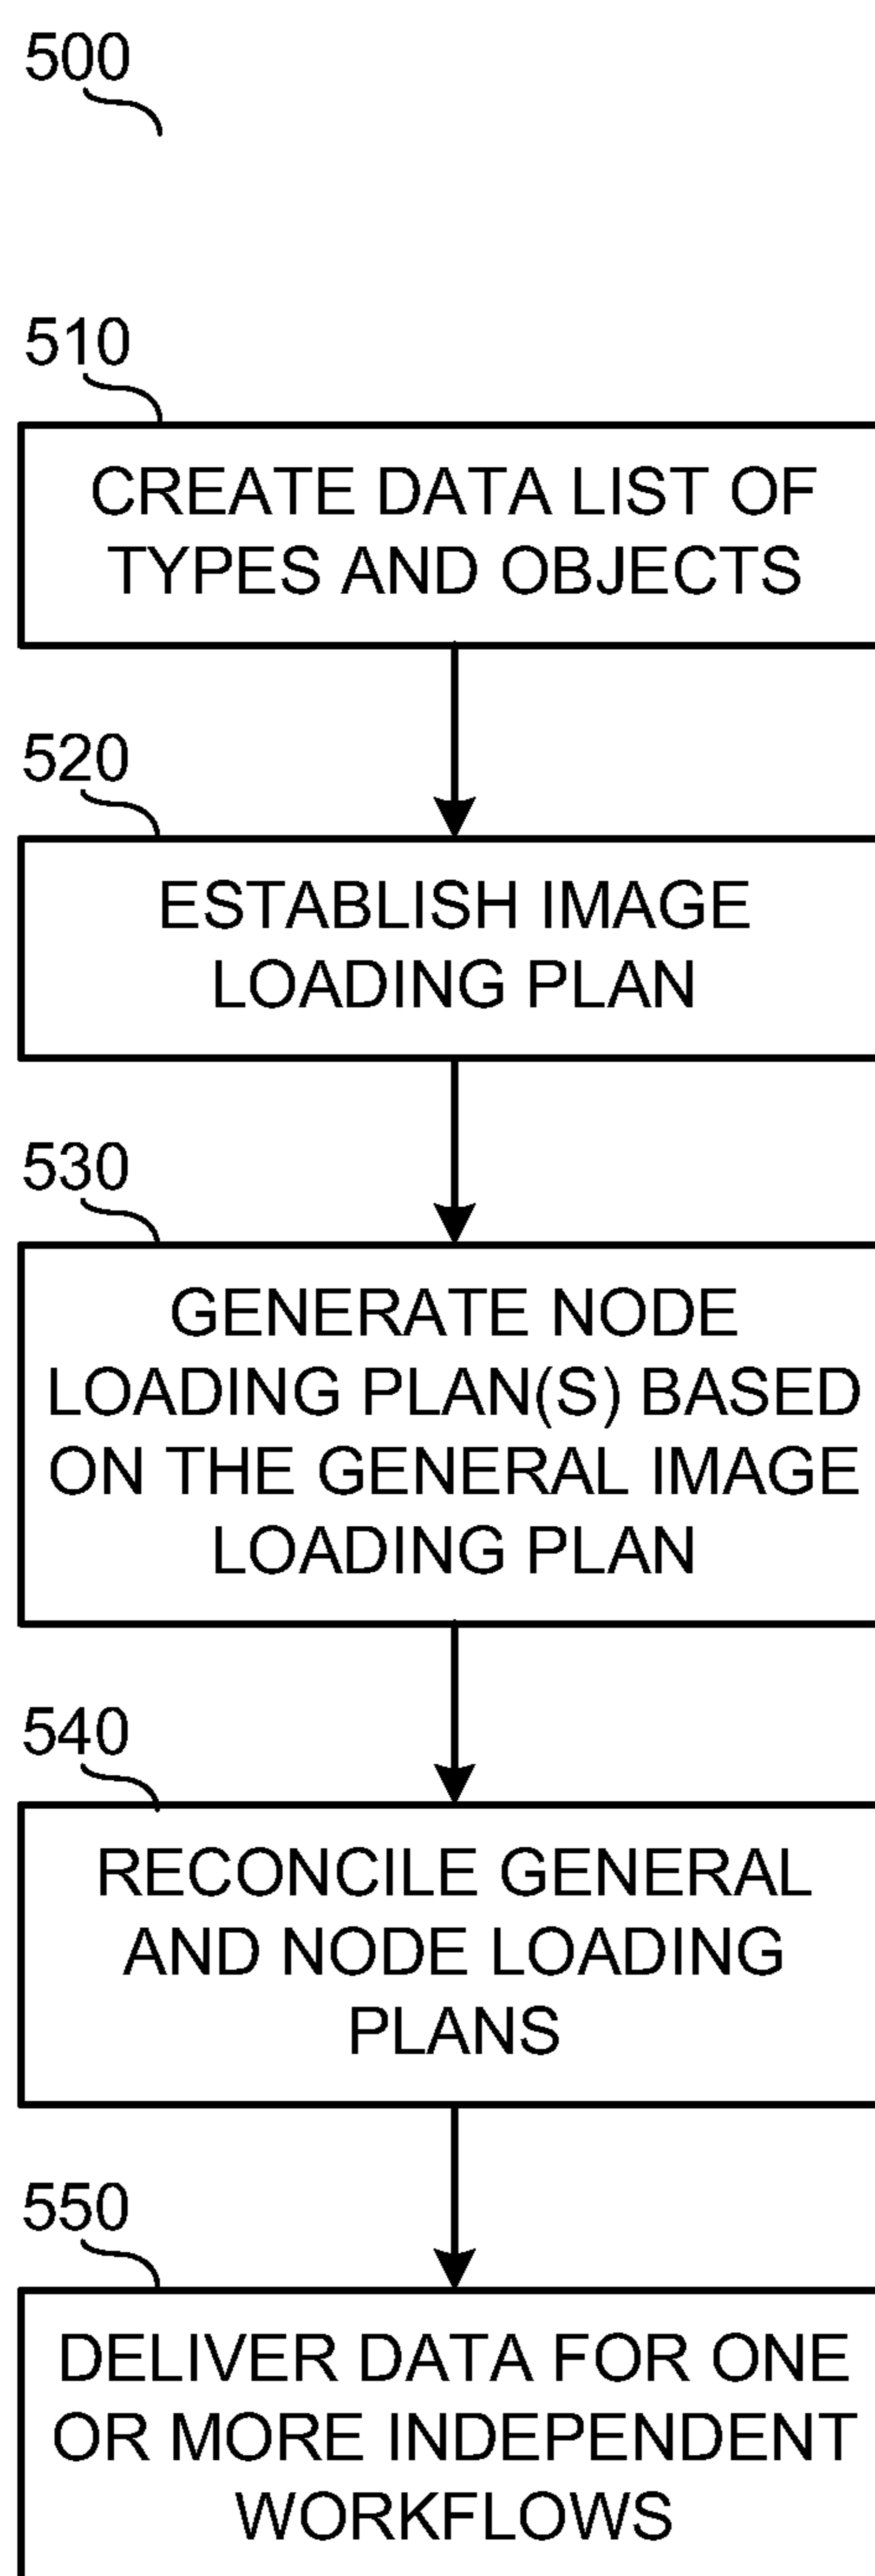 500
510
CREATE DATA LIST OF
TYPES AND OBJECTS
520
ESTABLISH IMAGE
LOADING PLAN
530
GENERATE NODE
LOADING PLAN(S) BASED
ON THE GENERAL IMAGE
LOADING PLAN
540
RECONCILE GENERAL
AND NODE LOADING
PLANS
550
DELIVER DATA FOR ONE
OR MORE INDEPENDENT
WORKFLOWS